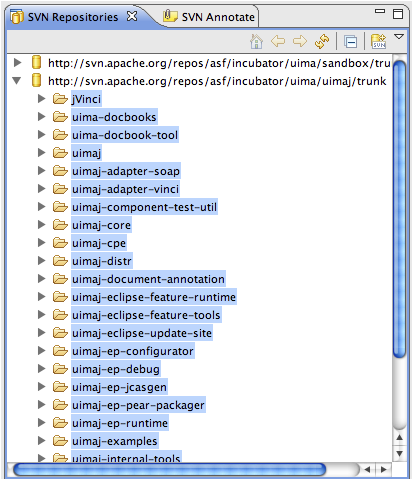 SVN Repositories SVN Annotate
SVN
http://svn.apache.org/repos/asf/incubator/uima/sandbox/tru
http://svn.apache.org/repos/asf/incubator/uima/uimaj/trunk
jVinci
uima-docbooks
uima-docbook-tool
uimaj
uimaj-adapter-soap
uimaj-adapter-vinci
uimaj-component-test-util
uimaj-core
uimaj-cpe
uimaj-distr
uimaj-document-annotation
uimaj-eclipse-feature-runtime
uimaj-eclipse-feature-tools
uimaj-eclipse-update-site
uimaj-ep-configurator
uimaj-ep-debug
uimaj-ep-jcasgen
uimaj-ep-pear-packager
uimaj-ep-runtime
uimaj-examples
uimaj-internal-tools